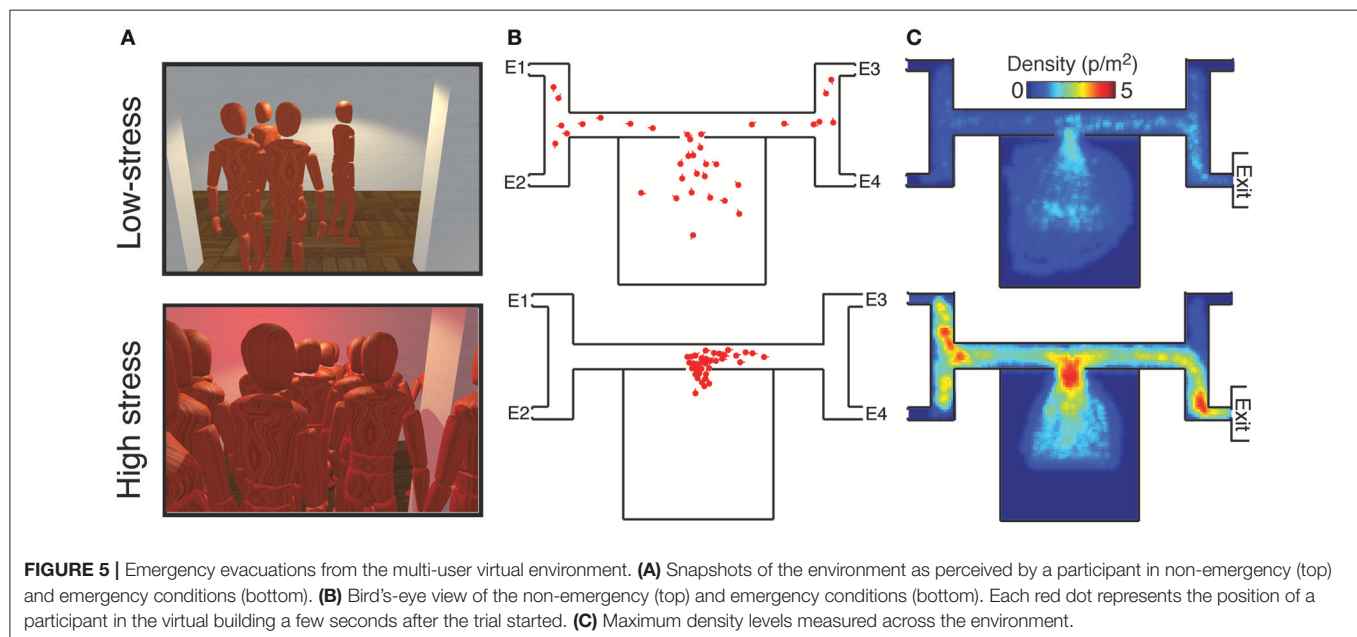 A
B
C
Low-stress
E1
E3
E2
E4
Density (p/m²)
0
5
Exit
High stress
E1
E3
E2
E4
Exit
FIGURE 5 | Emergency evacuations from the multi-user virtual environment. (A) Snapshots of the environment as perceived by a participant in non-emergency (top)
and emergency conditions (bottom). (B) Bird's-eye view of the non-emergency (top) and emergency conditions (bottom). Each red dot represents the position of a
participant in the virtual building a few seconds after the trial started. (C) Maximum density levels measured across the environment.